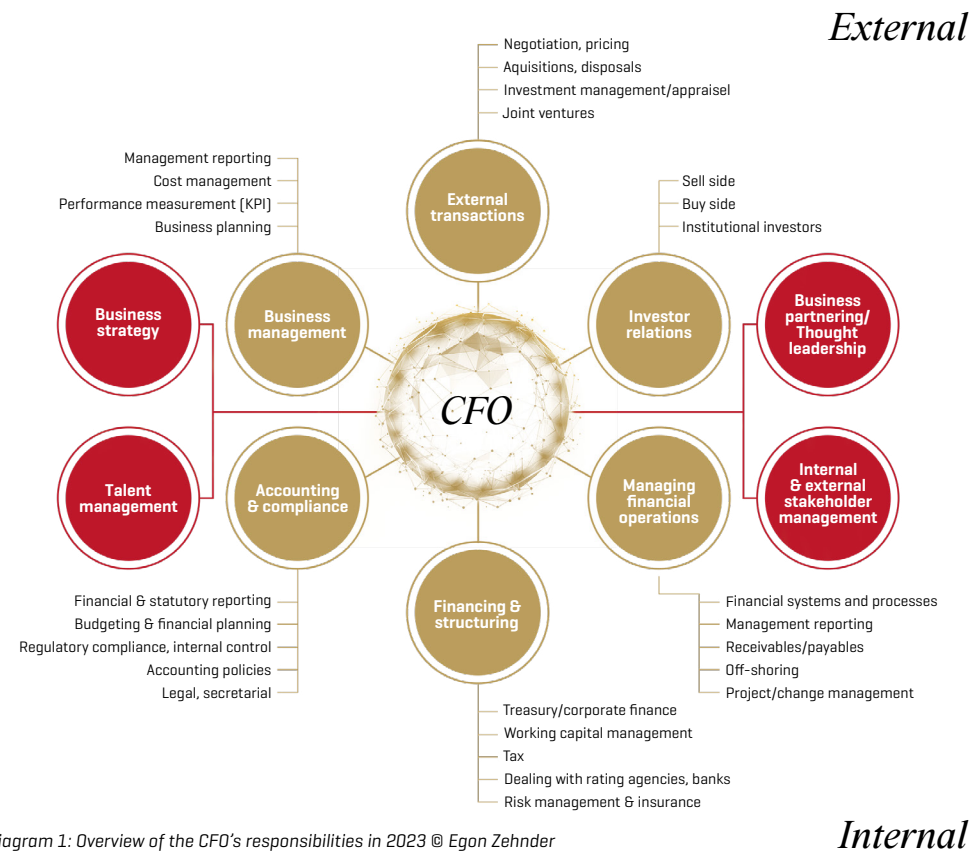 External
Negotiation, pricing
Aquisitions, disposals
Investment management/appraisel
Joint ventures
Management reporting
Cost management
Performance measurement (KPI)
Business planning
External
transactions
Sell side
Buy side
Institutional investors
Business
strategy
Business
management
Investor
relations
Business
partnering/
Thought
leadership
CFO
Talent
management
Accounting
& compliance
Managing
financial
operations
Internal
& external
stakeholder
management
Financial & statutory reporting
Budgeting & financial planning
Regulatory compliance, internal control
Accounting policies
Legal, secretarial
Financing &
structuring
Financial systems and processes
Management reporting
Receivables/payables
Off-shoring
Project/change management
Treasury/corporate finance
Working capital management
Tax
Dealing with rating agencies, banks
Risk management & insurance
iagram 1: Overview of the CFO's responsibilities in 2023 © Egon Zehnder
Internal